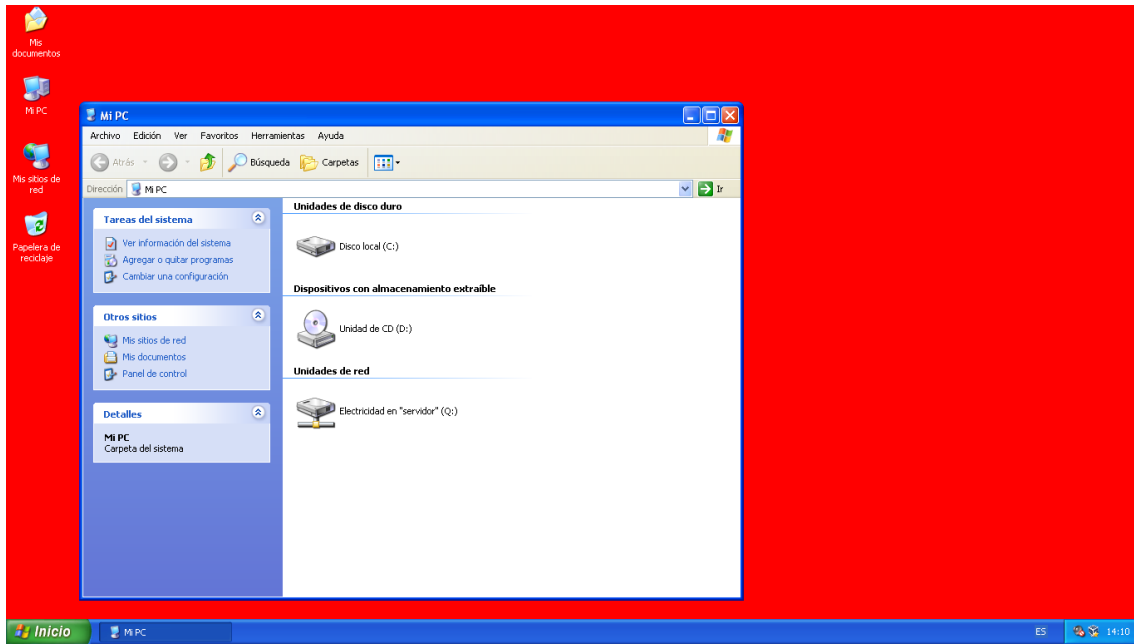 Mis
documentos
Mi PC
Mis sitios de
red
Papelera de
reciclaje
Mi PC
Archivo Edición Ver Favoritos Herramientas Ayuda
Atrás Búsqueda Carpetas
Dirección Mi PC Ir
Tareas del sistema
Ver información del sistema
Agregar o quitar programas
Cambiar una configuración
Otros sitios
Mis sitios de red
Mis documentos
Panel de control
Detalles
Mi PC
Carpeta del sistema
Unidades de disco duro
Disco local (C:)
Dispositivos con almacenamiento extraíble
Unidad de CD (D:)
Unidades de red
Electricidad en "servidor" (Q:)
Inicio Mi PC ES 14:10